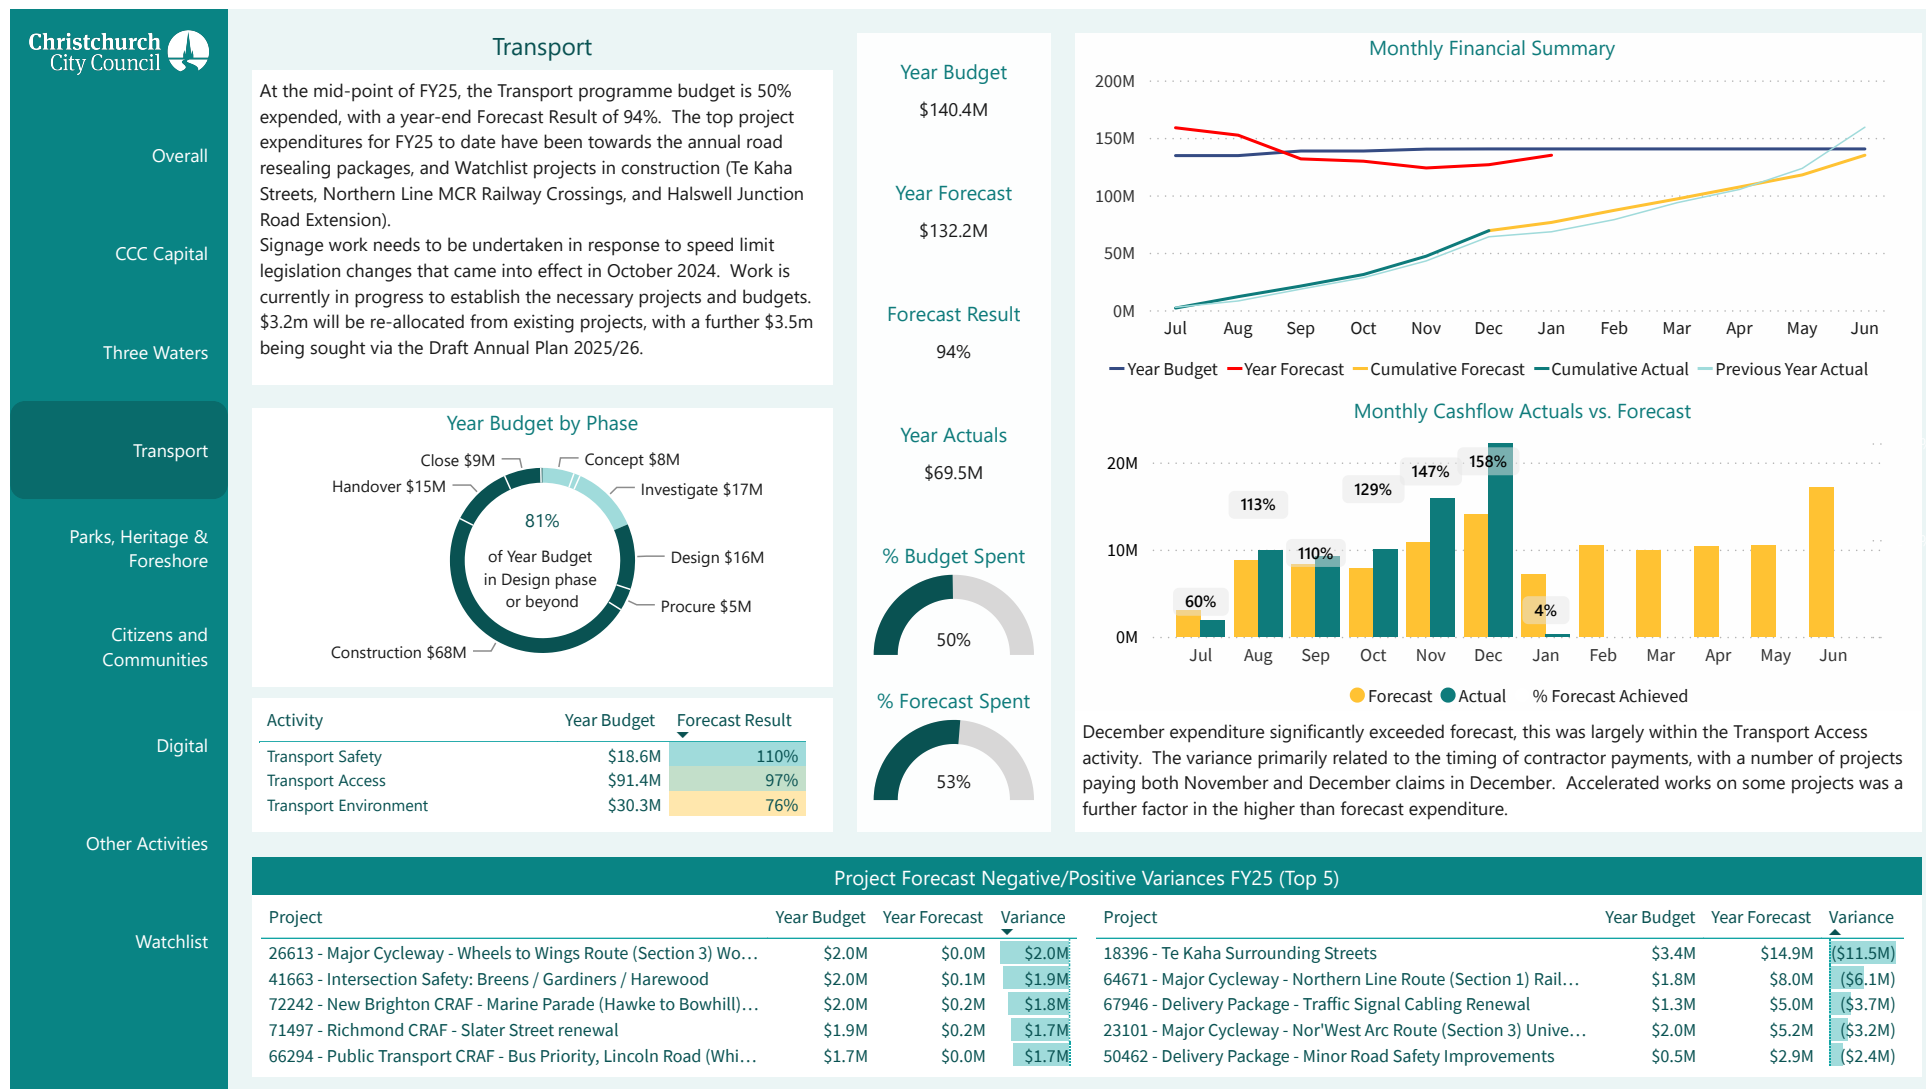 Christchurch
City Council
Overall
CCC Capital
Three Waters
Transport
Parks, Heritage &
Foreshore
Citizens and
Communities
Digital
Other Activities
Watchlist
Transport
At the mid-point of FY25, the Transport programme budget is 50%
expended, with a year-end Forecast Result of 94%.  The top project
expenditures for FY25 to date have been towards the annual road
resealing packages, and Watchlist projects in construction (Te Kaha
Streets, Northern Line MCR Railway Crossings, and Halswell Junction
Road Extension).
Signage work needs to be undertaken in response to speed limit
legislation changes that came into effect in October 2024.  Work is
currently in progress to establish the necessary projects and budgets.
$3.2m will be re-allocated from existing projects, with a further $3.5m
being sought via the Draft Annual Plan 2025/26.
Year Budget by Phase
Close $9M
Concept $8M
Handover $15M
Investigate $17M
81%
of Year Budget
in Design phase
or beyond
Design $16M
Procure $5M
Construction $68M
Activity Year Budget Forecast Result
Transport Safety $18.6M 110%
Transport Access $91.4M 97%
Transport Environment $30.3M 76%
Year Budget
$140.4M
Year Forecast
$132.2M
Forecast Result
94%
Year Actuals
$69.5M
% Budget Spent
50%
% Forecast Spent
53%
Monthly Financial Summary
200M
150M
100M
50M
0M
Jul Aug Sep Oct Nov Dec Jan Feb Mar Apr May Jun
Year Budget Year Forecast Cumulative Forecast Cumulative Actual Previous Year Actual
Monthly Cashflow Actuals vs. Forecast
20M
10M
0M
60% 113% 110% 129% 147% 158% 4%
Jul Aug Sep Oct Nov Dec Jan Feb Mar Apr May Jun
Forecast Actual % Forecast Achieved
December expenditure significantly exceeded forecast, this was largely within the Transport Access
activity.  The variance primarily related to the timing of contractor payments, with a number of projects
paying both November and December claims in December.  Accelerated works on some projects was a
further factor in the higher than forecast expenditure.
Project Forecast Negative/Positive Variances FY25 (Top 5)
Project Year Budget Year Forecast Variance
26613 - Major Cycleway - Wheels to Wings Route (Section 3) Wo... $2.0M $0.0M $2.0M
41663 - Intersection Safety: Breens / Gardiners / Harewood $2.0M $0.1M $1.9M
72242 - New Brighton CRAF - Marine Parade (Hawke to Bowhill)... $2.0M $0.2M $1.8M
71497 - Richmond CRAF - Slater Street renewal $1.9M $0.2M $1.7M
66294 - Public Transport CRAF - Bus Priority, Lincoln Road (Whi... $1.7M $0.0M $1.7M
Project Year Budget Year Forecast Variance
18396 - Te Kaha Surrounding Streets $3.4M $14.9M ($11.5M)
64671 - Major Cycleway - Northern Line Route (Section 1) Rail... $1.8M $8.0M ($6.1M)
67946 - Delivery Package - Traffic Signal Cabling Renewal $1.3M $5.0M ($3.7M)
23101 - Major Cycleway - Nor'West Arc Route (Section 3) Unive... $2.0M $5.2M ($3.2M)
50462 - Delivery Package - Minor Road Safety Improvements $0.5M $2.9M ($2.4M)